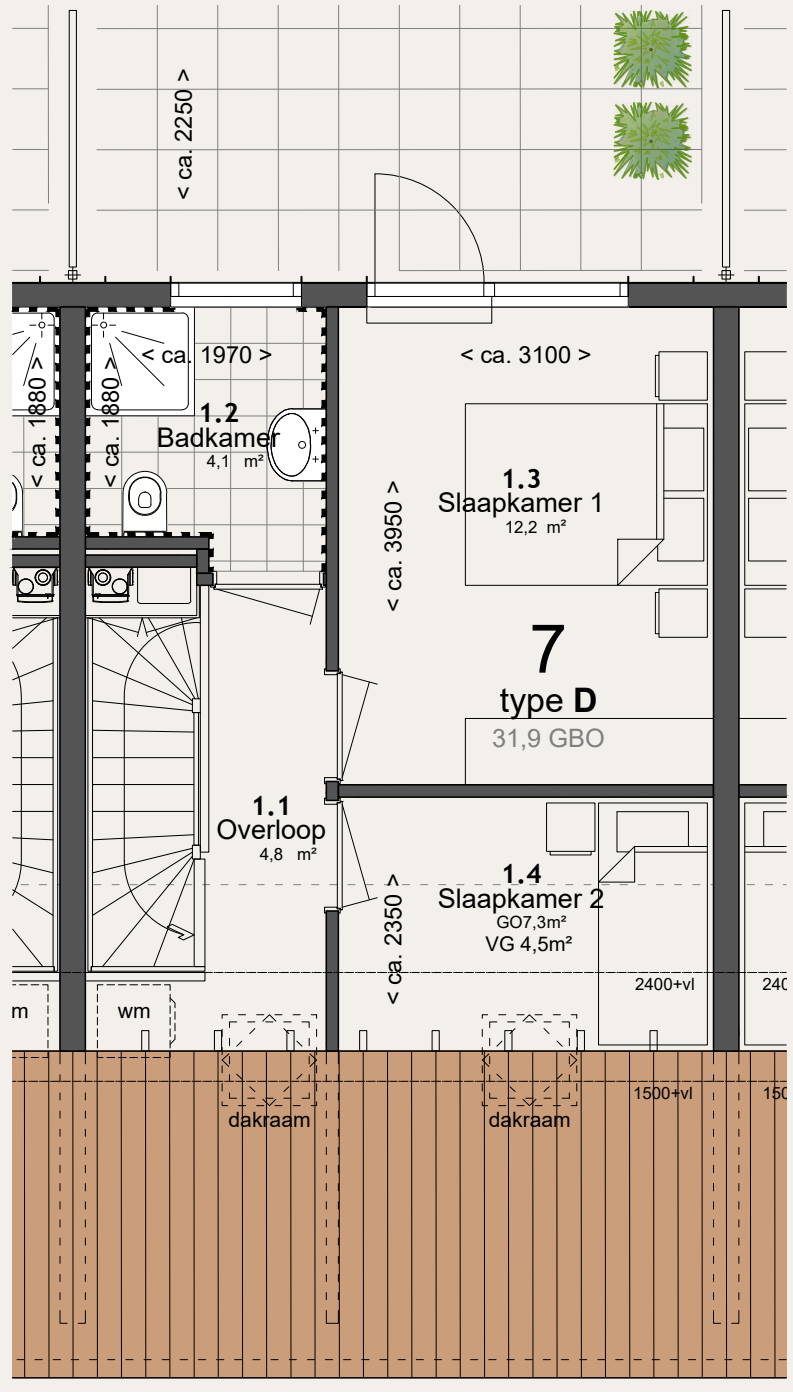 < ca. 2250 >
< ca. 1970 >
< ca. 3100 >
< ca. 1880 >
< ca. 1880 >
1.2
Badkamer
4,1 m²
1.3
Slaapkamer 1
12,2 m²
< ca. 3950 >
7
type D
31,9 GBO
1.1
Overloop
4,8 m²
1.4
Slaapkamer 2
GO7,3m²
VG 4,5m²
< ca. 2350 >
2400+vl
240
m
wm
1500+vl
150
dakraam
dakraam